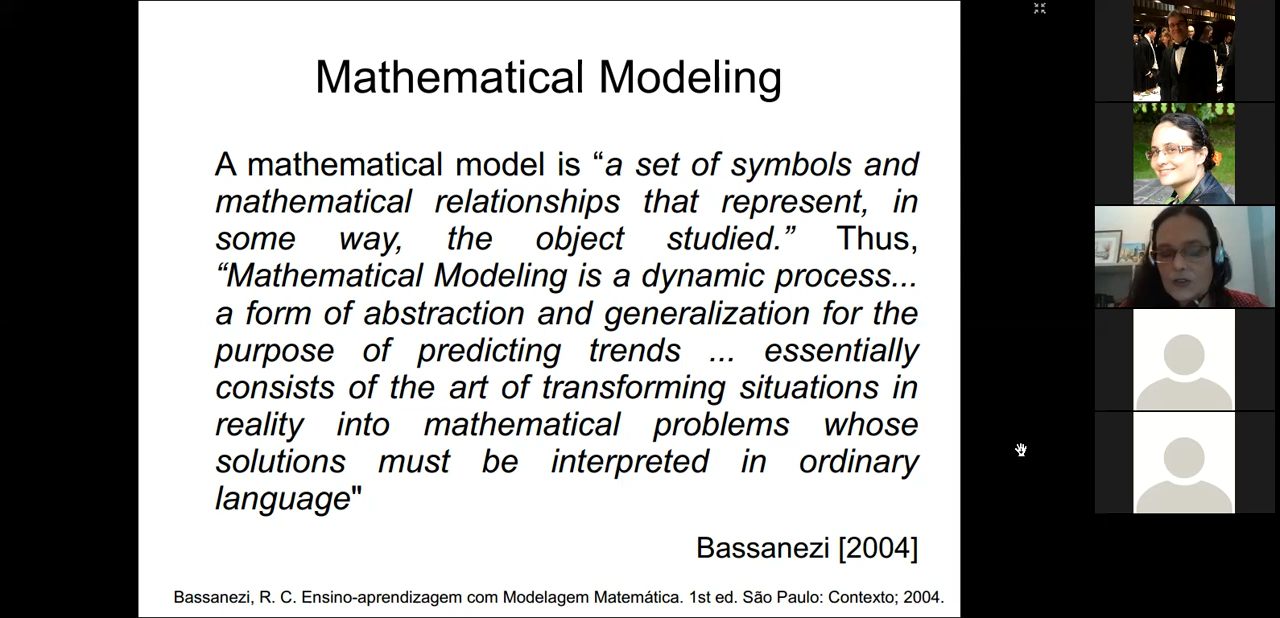 Mathematical Modeling
A mathematical model is “a set of symbols and
mathematical relationships that represent, in
some way, the object studied.” Thus,
“Mathematical Modeling is a dynamic process...
a form of abstraction and generalization for the
purpose of predicting trends ... essentially
consists of the art of transforming situations in
reality into mathematical problems whose
solutions must be interpreted in ordinary
language"
Bassanezi [2004]
Bassanezi, R. C. Ensino-aprendizagem com Modelagem Matemática. 1st ed. São Paulo: Contexto; 2004.